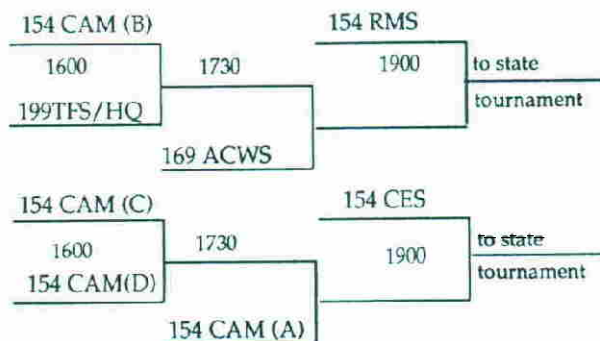 154 CAM (B)
154 RMS
1600
1730
1900
to state
199TFS/HQ
tournament
169 ACWS
154 CAM (C)
154 CES
1600
1730
1900
to state
154 CAM(D)
tournament
154 CAM (A)